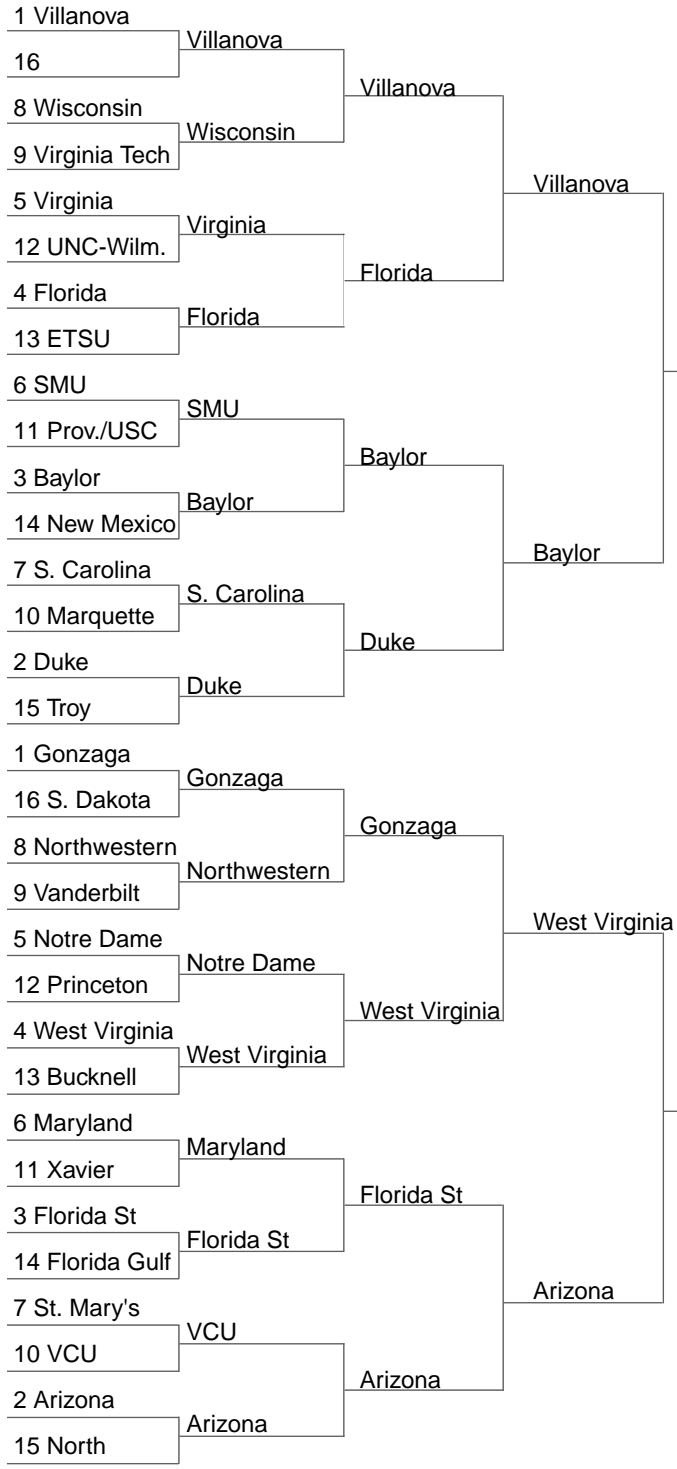 1 Villanova
Villanova
16
Villanova
8 Wisconsin
Wisconsin
9 Virginia Tech
Villanova
5 Virginia
Virginia
12 UNC-Wilm.
Florida
4 Florida
Florida
13 ETSU
6 SMU
SMU
11 Prov./USC
Baylor
3 Baylor
Baylor
14 New Mexico
Baylor
7 S. Carolina
S. Carolina
10 Marquette
Duke
2 Duke
Duke
15 Troy
1 Gonzaga
Gonzaga
16 S. Dakota
Gonzaga
8 Northwestern
Northwestern
9 Vanderbilt
West Virginia
5 Notre Dame
Notre Dame
12 Princeton
West Virginia
4 West Virginia
West Virginia
13 Bucknell
6 Maryland
Maryland
11 Xavier
Florida St
3 Florida St
Florida St
14 Florida Gulf
Arizona
7 St. Mary's
VCU
10 VCU
Arizona
2 Arizona
Arizona
15 North